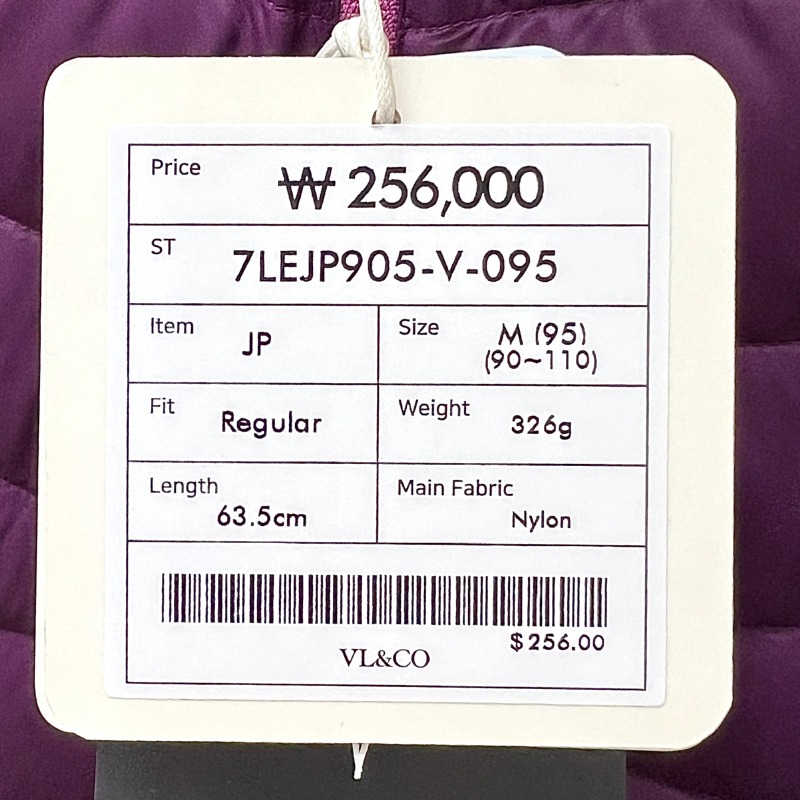 Price ₩ 256,000
ST 7LEJP905-V-095
Item JP
Size M (95)
(90~110)
Fit Regular
Weight 326g
Length
63.5cm
Main Fabric
Nylon
$256.00
VL&CO